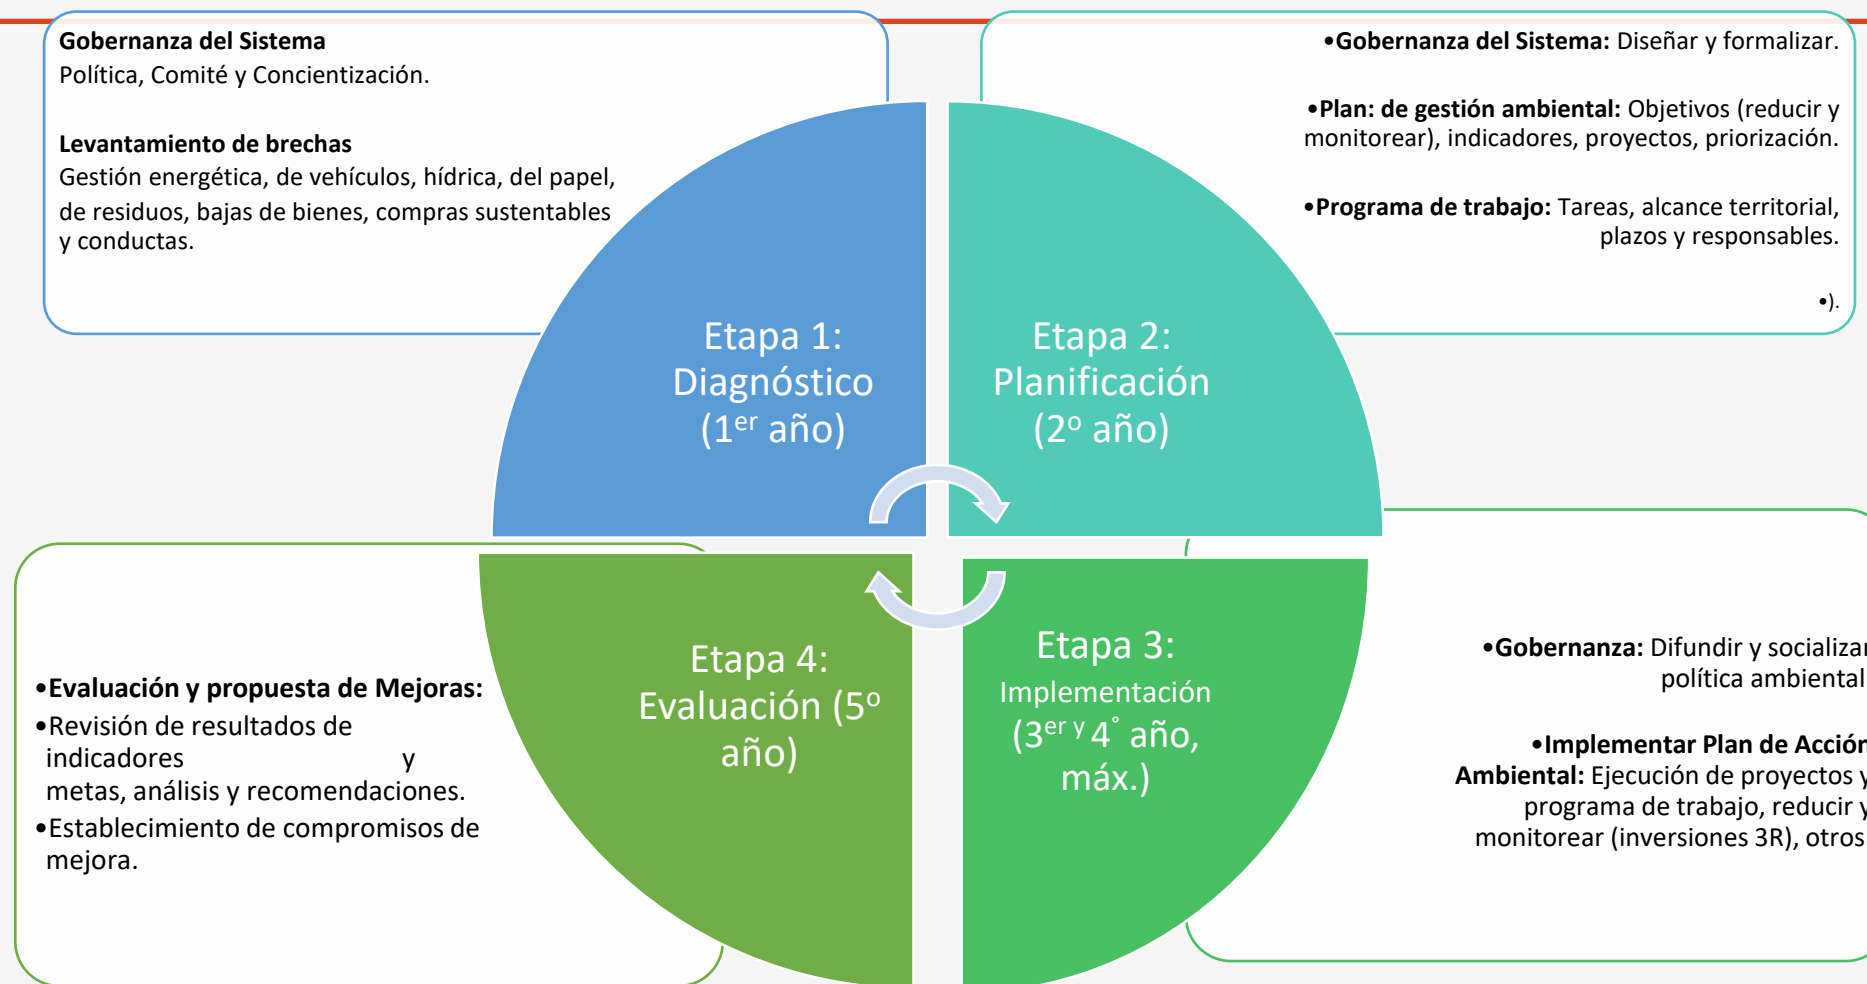 Gobernanza del Sistema
Política, Comité y Concientización.
Levantamiento de brechas
Gestión energética, de vehículos, hídrica, del papel,
de residuos, bajas de bienes, compras sustentables
y conductas.
•Gobernanza del Sistema: Diseñar y formalizar.
•Plan: de gestión ambiental: Objetivos (reducir y
monitorear), indicadores, proyectos, priorización.
•Programa de trabajo: Tareas, alcance territorial,
plazos y responsables.
•).
Etapa 1:
Diagnóstico
(1er año)
Etapa 2:
Planificación
(2º año)
•Evaluación y propuesta de Mejoras:
•Revisión de resultados de
indicadores y
metas, análisis y recomendaciones.
•Establecimiento de compromisos de
mejora.
Etapa 4:
Evaluación (5º
año)
Etapa 3:
Implementación
(3er y 4° año,
máx.)
•Gobernanza: Difundir y socializar
política ambiental
•Implementar Plan de Acción
Ambiental: Ejecución de proyectos y
programa de trabajo, reducir y
monitorear (inversiones 3R), otros